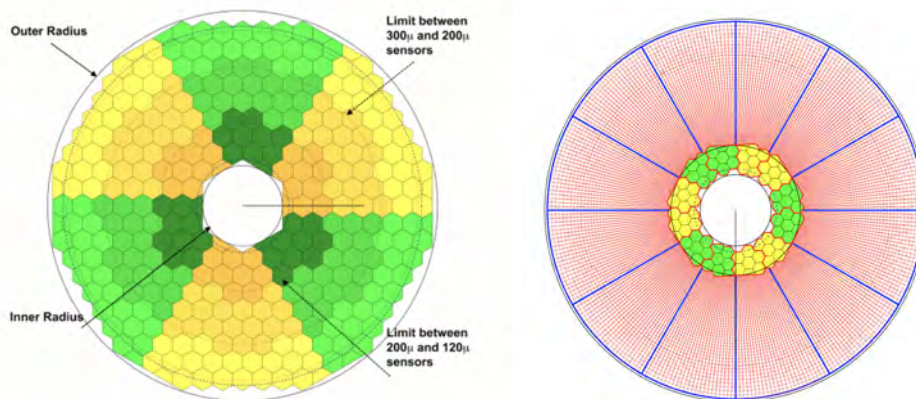 Outer Radius
Limit between
300μ and 200μ
sensors
Inner Radius
Limit between
200μ and 120μ
sensors